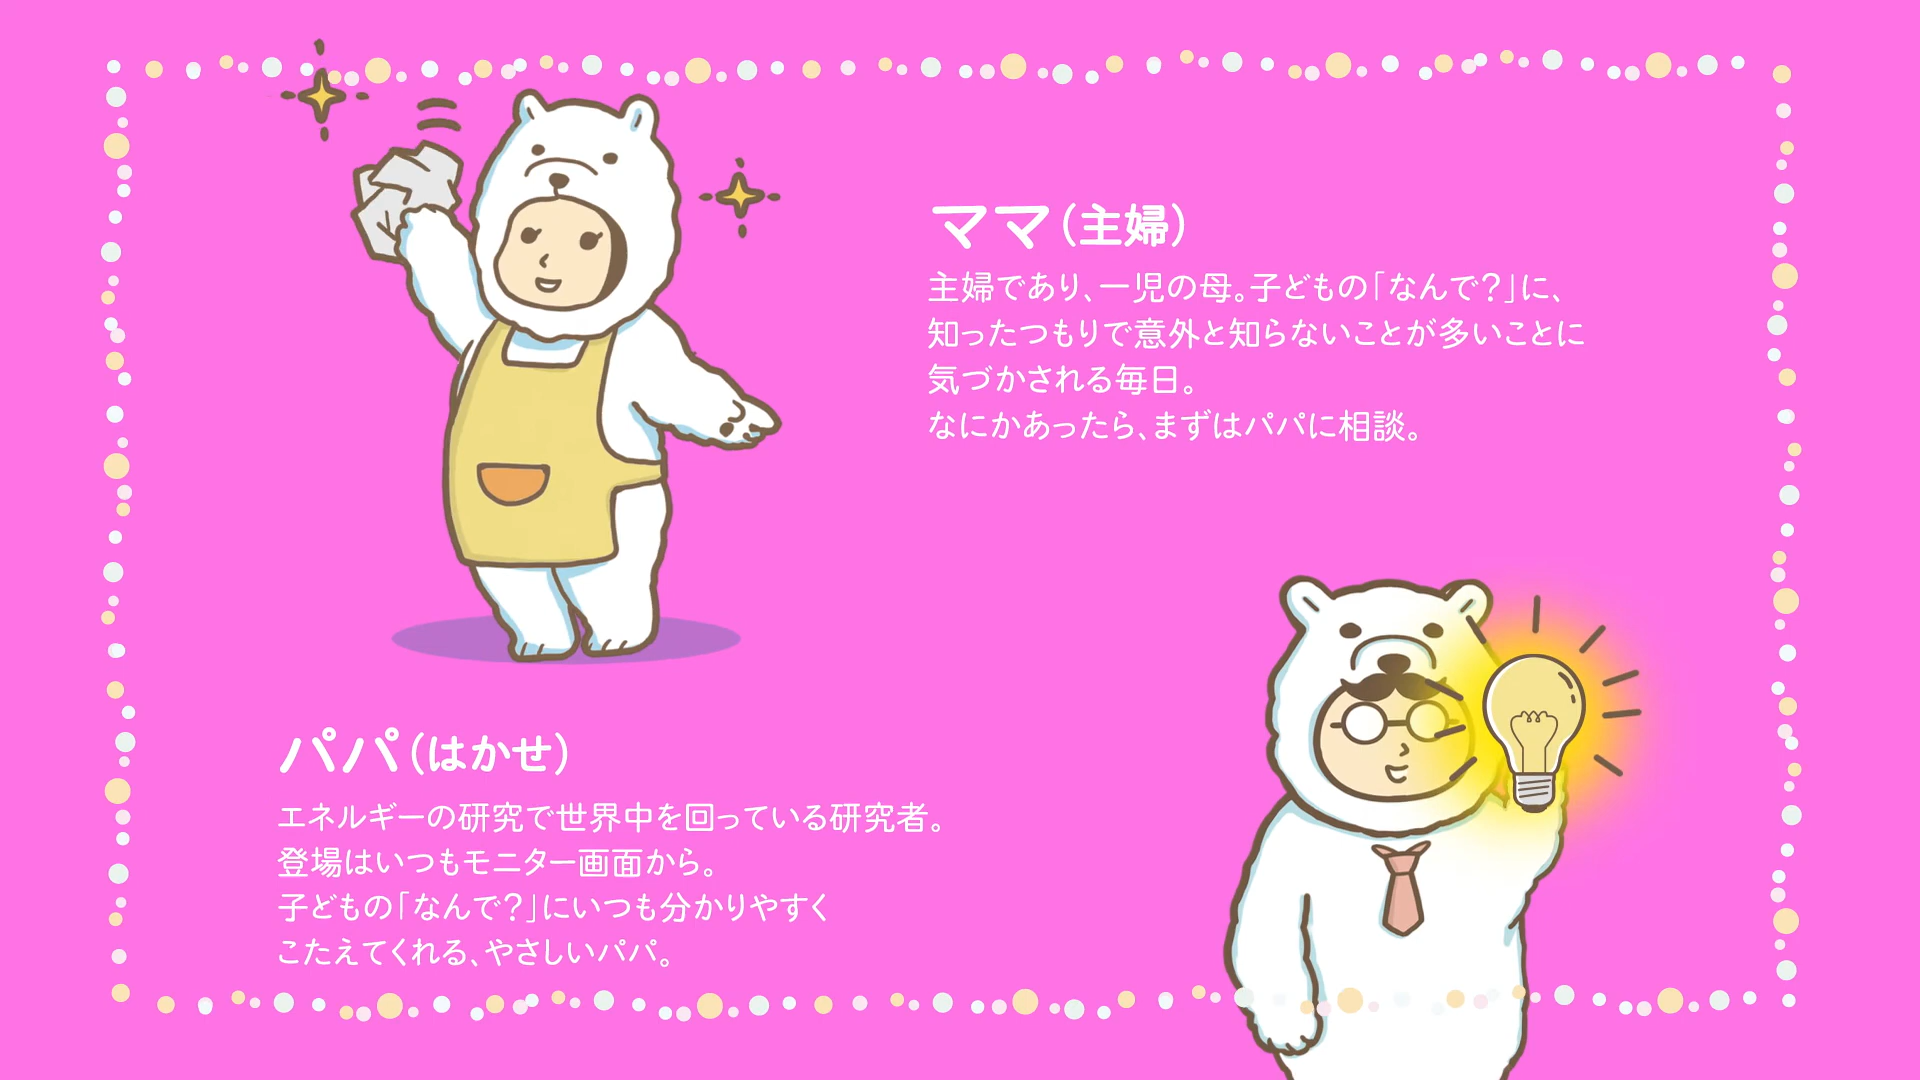 ママ（主婦）
主婦であり、一児の母。子どもの「なんで？」に、
知ったつもりで意外と知らないことが多いことに
気づかされる毎日。
なにかあったら、まずはパパに相談。
パパ（はかせ）
エネルギーの研究で世界中を回っている研究者。
登場はいつもモニター画面から。
子どもの「なんで？」にいつも分かりやすく
こたえてくれる、やさしいパパ。